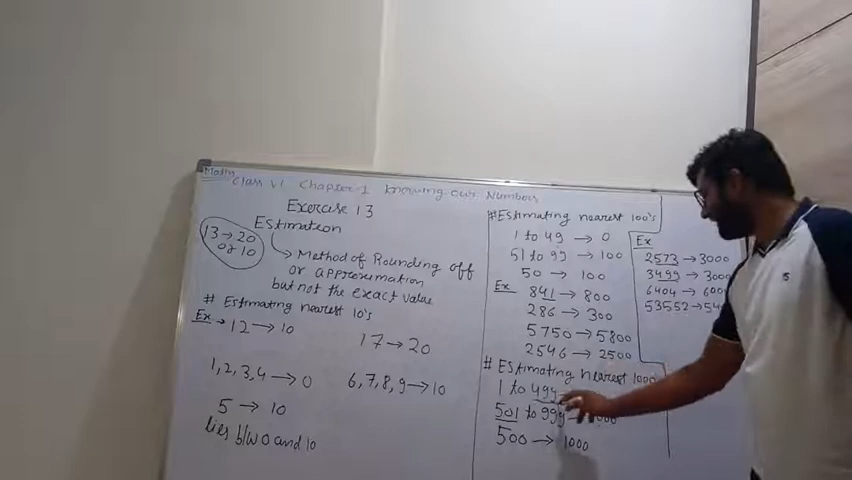 Maths
Class VI Chapter-1 Knowing Our Numbers
Exercise 13
Estimation
13→20
or 10
Method of Rounding off
or approximation
but not the exact value
# Estimating nearest 10's
Ex → 12 → 10
17 → 20
1,2,3,4 → 0
6,7,8,9 → 10
5 → 10
lies b/w 0 and 10
# Estimating nearest 100's
1 to 49 → 0
51 to 99 → 100
50 → 100
Ex
841 → 800
286 → 300
5750 → 5800
2546 → 2500
# Estimating nearest 1000
1 to 499
501 to 999
500 → 1000
Ex
2573 → 3000
3499 → 3000
6404 →
53552 →